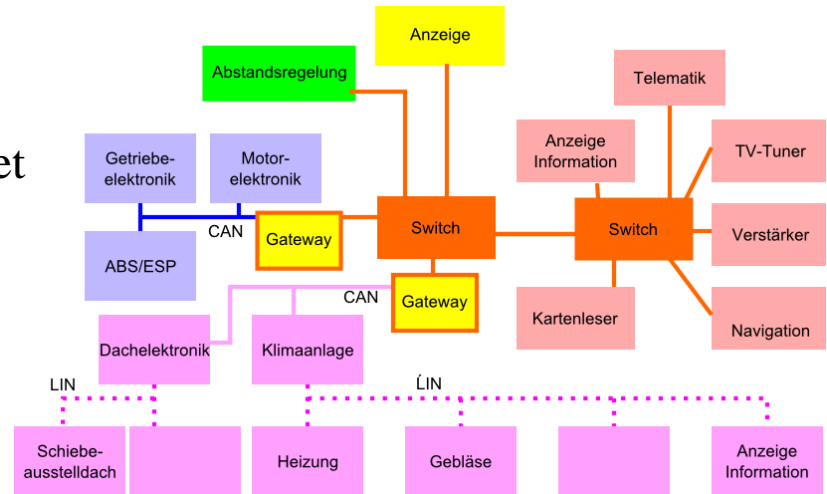 Anzeige
Abstandsregelung
Telematik
et
Getriebe-
elektronik
Motor-
elektronik
Anzeige
Information
TV-Tuner
CAN
Gateway
Switch
Switch
Verstärker
ABS/ESP
CAN
Gateway
Kartenleser
Navigation
Dachelektronik
Klimaanlage
LIN
LIN
Schiebe-
ausstelldach
Heizung
Gebläse
Anzeige
Information